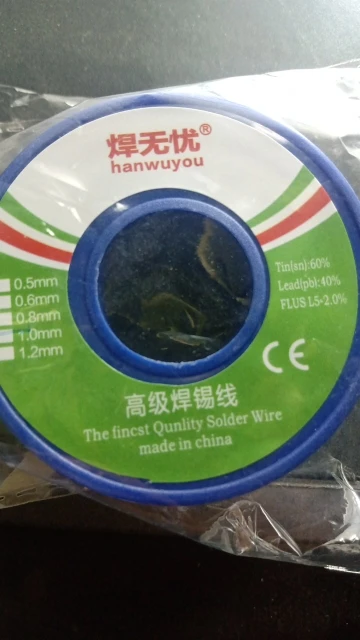 焊无忧®
hanwuyou
0.5mm
0.6mm
0.8mm
1.0mm
1.2mm
Tin(sn):60%
Lead(pb):40%
FLUS L5-2.0%
CE
高级焊锡线
The fincst Qunlity Solder Wire
made in china